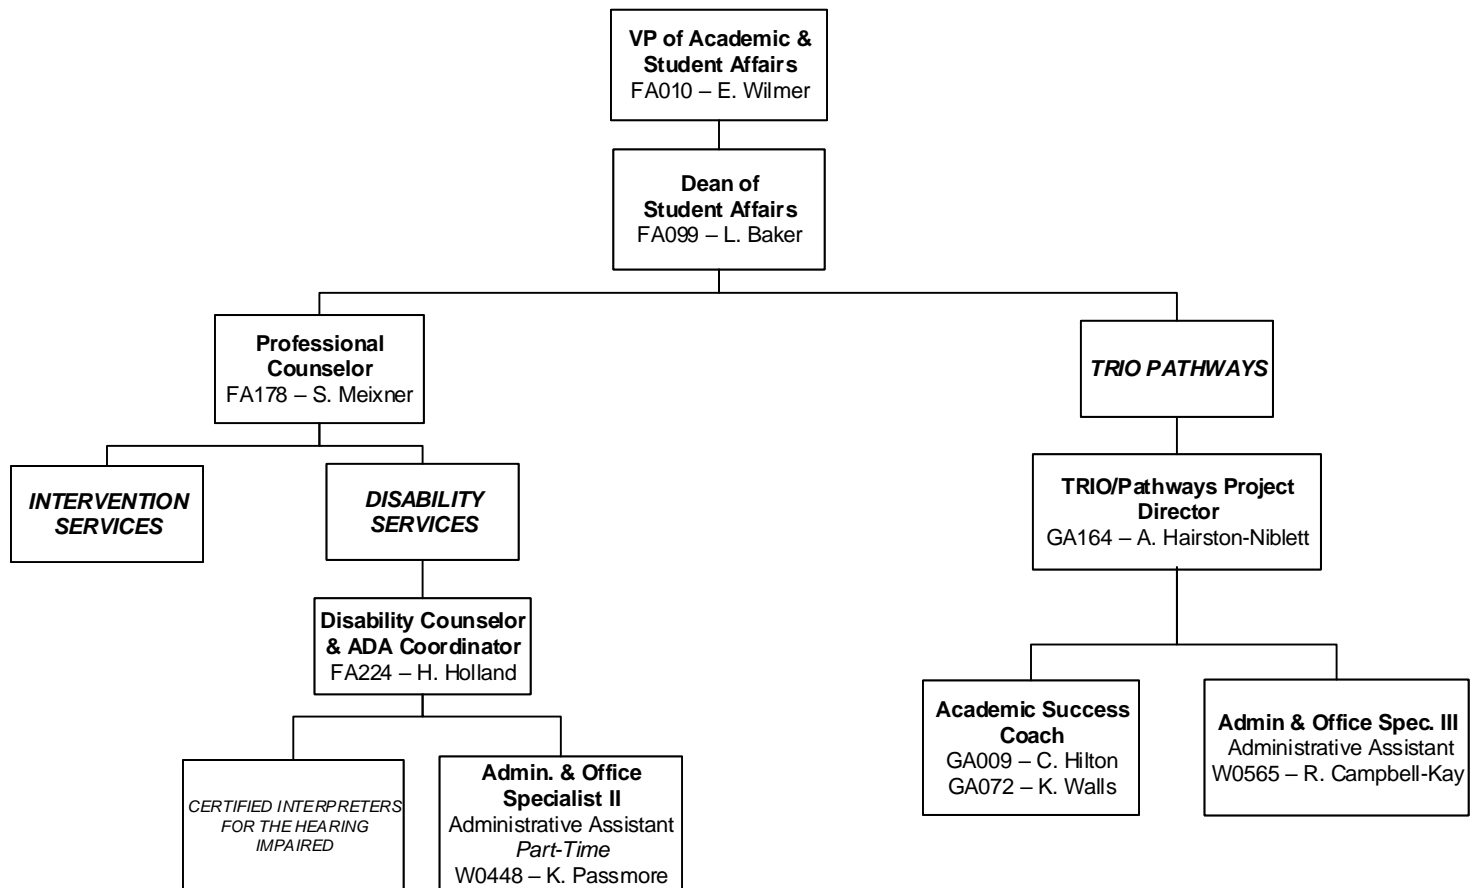 VP of Academic &
Student Affairs
FA010 – E. Wilmer
Dean of
Student Affairs
FA099 – L. Baker
Professional
Counselor
FA178 – S. Meixner
TRIO PATHWAYS
INTERVENTION
SERVICES
DISABILITY
SERVICES
TRIO/Pathways Project
Director
GA164 – A. Hairston-Niblett
Disability Counselor
& ADA Coordinator
FA224 – H. Holland
CERTIFIED INTERPRETERS
FOR THE HEARING
IMPAIRED
Admin. & Office
Specialist II
Administrative Assistant
Part-Time
W0448 – K. Passmore
Academic Success
Coach
GA009 – C. Hilton
GA072 – K. Walls
Admin & Office Spec. III
Administrative Assistant
W0565 – R. Campbell-Kay